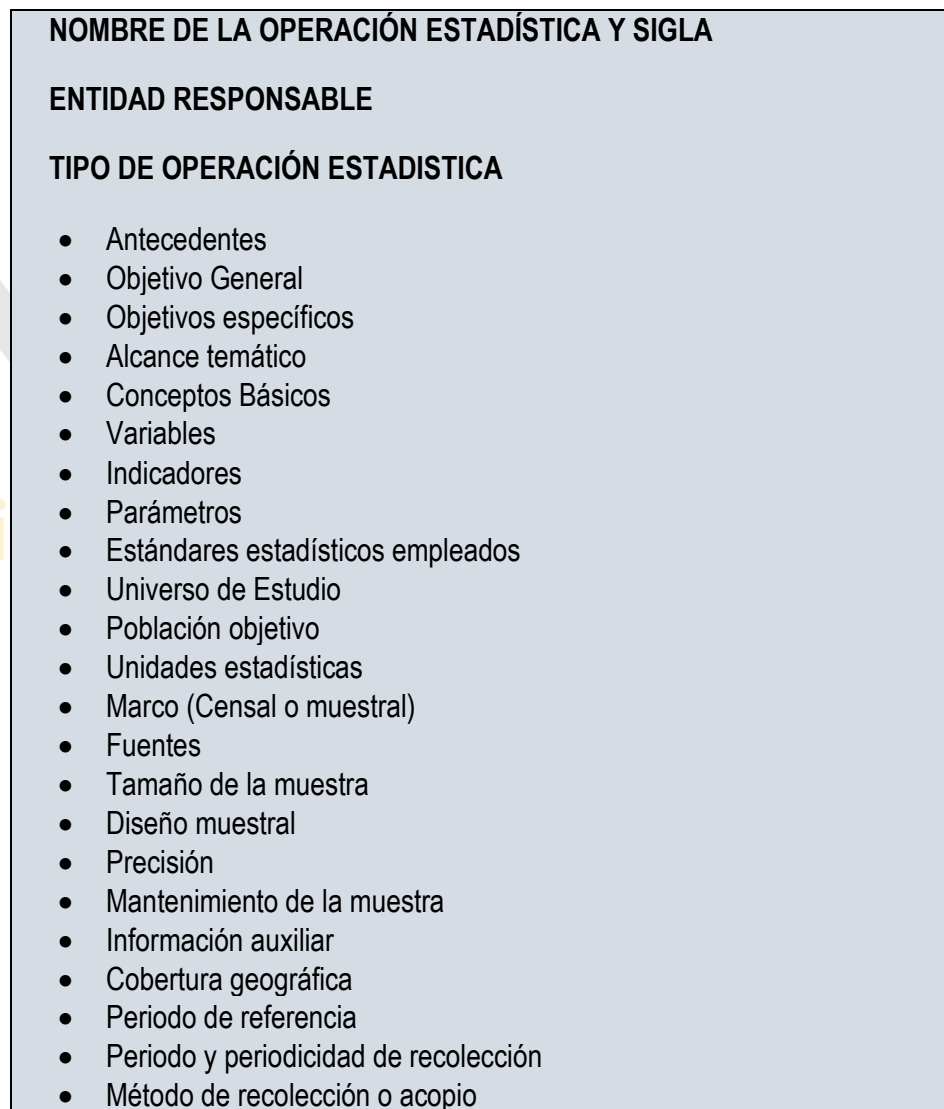 NOMBRE DE LA OPERACIÓN ESTADÍSTICA Y SIGLA
ENTIDAD RESPONSABLE
TIPO DE OPERACIÓN ESTADISTICA
• Antecedentes
• Objetivo General
• Objetivos específicos
• Alcance temático
• Conceptos Básicos
• Variables
• Indicadores
• Parámetros
• Estándares estadísticos empleados
• Universo de Estudio
• Población objetivo
• Unidades estadísticas
• Marco (Censal o muestral)
• Fuentes
• Tamaño de la muestra
• Diseño muestral
• Precisión
• Mantenimiento de la muestra
• Información auxiliar
• Cobertura geográfica
• Periodo de referencia
• Periodo y periodicidad de recolección
• Método de recolección o acopio